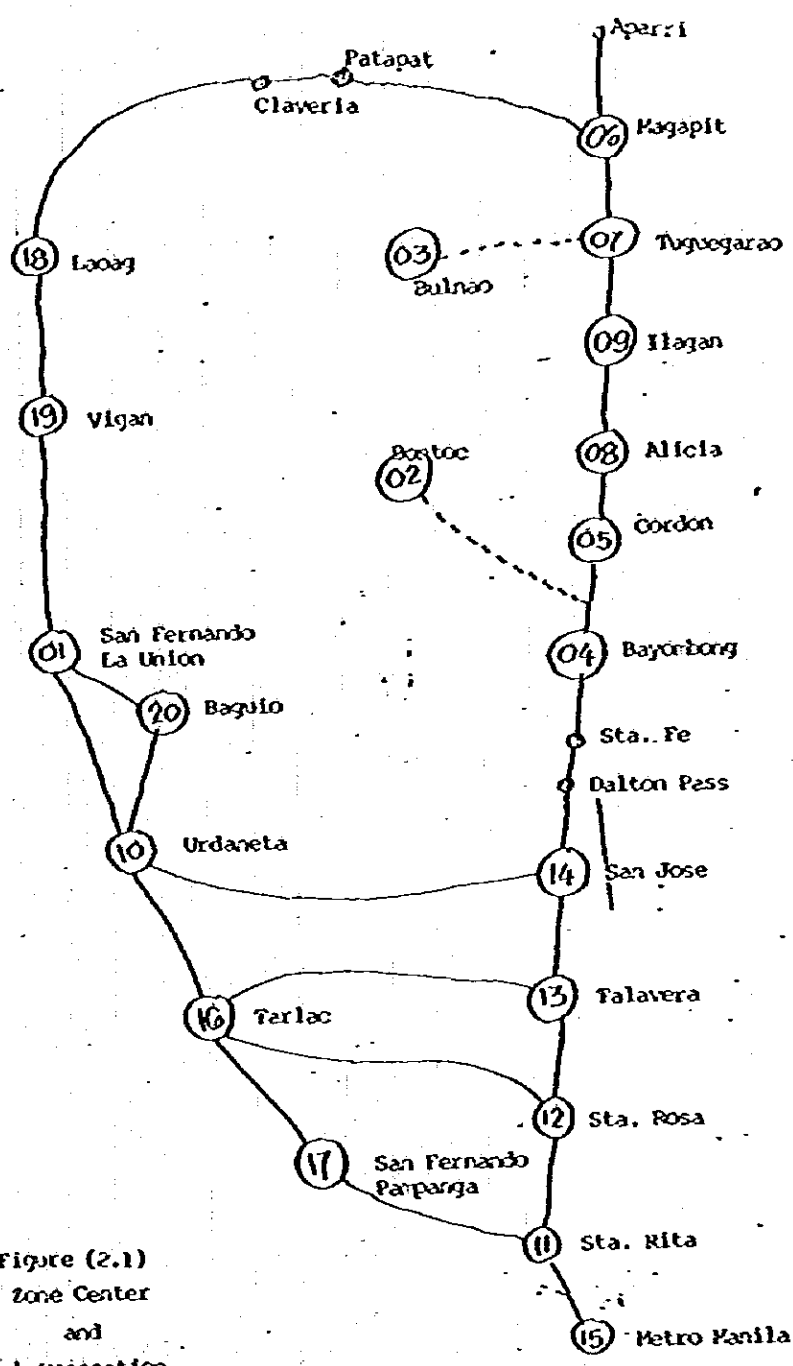 Aparri
Patapat
Claveria
06 Magapit
18 Laoag
03
Bulnao
07 Tuguegarao
09 Ilagan
19 Vigan
Bontoc
02
08 Alicia
05 Cordon
01 San Fernando
La Union
04 Bayombong
20 Baguio
Sta. Fe
Dalton Pass
10 Urdaneta
14 San Jose
16 Tarlac
13 Talavera
12 Sta. Rosa
17 San Fernando
Pampanga
11 Sta. Rita
Figure (2.1)
Zone Center
and
15 Metro Manila